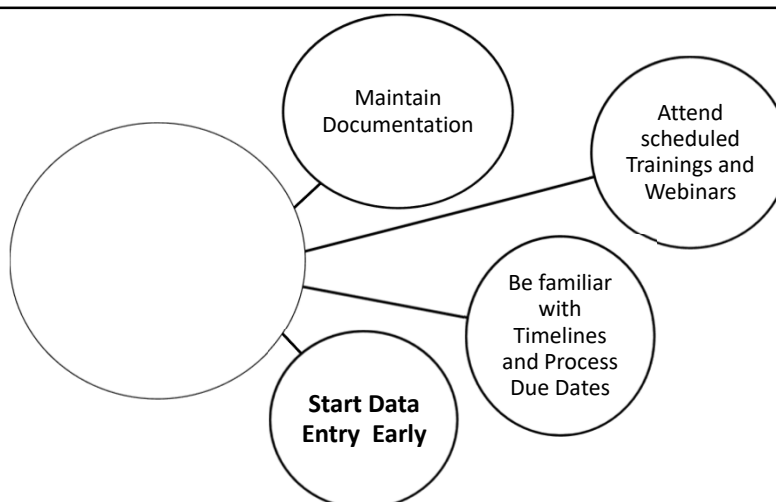 Maintain
Documentation
Attend
scheduled
Trainings and
Webinars
Be familiar
with
Timelines
and Process
Due Dates
Start Data
Entry Early